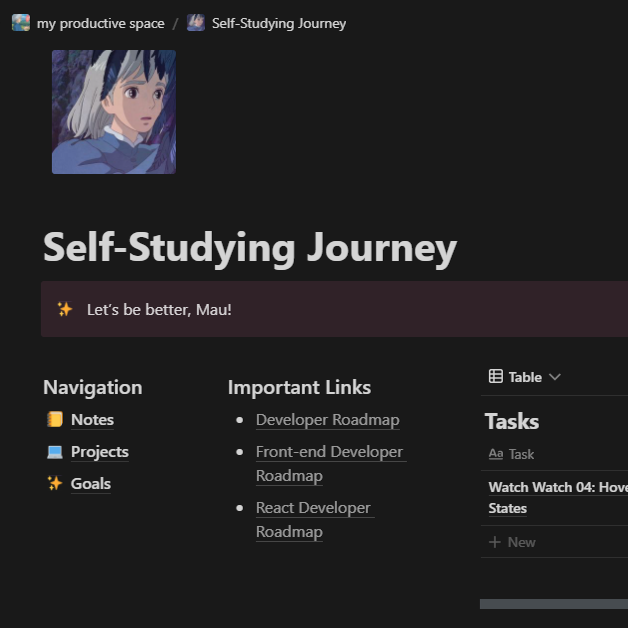 my productive space / Self-Studying Journey
Self-Studying Journey
Let’s be better, Mau!
Navigation
Notes
Projects
Goals
Important Links
Developer Roadmap
Front-end Developer
Roadmap
React Developer
Roadmap
Table
Tasks
Aa Task
Watch Watch 04: Hove
States
+ New